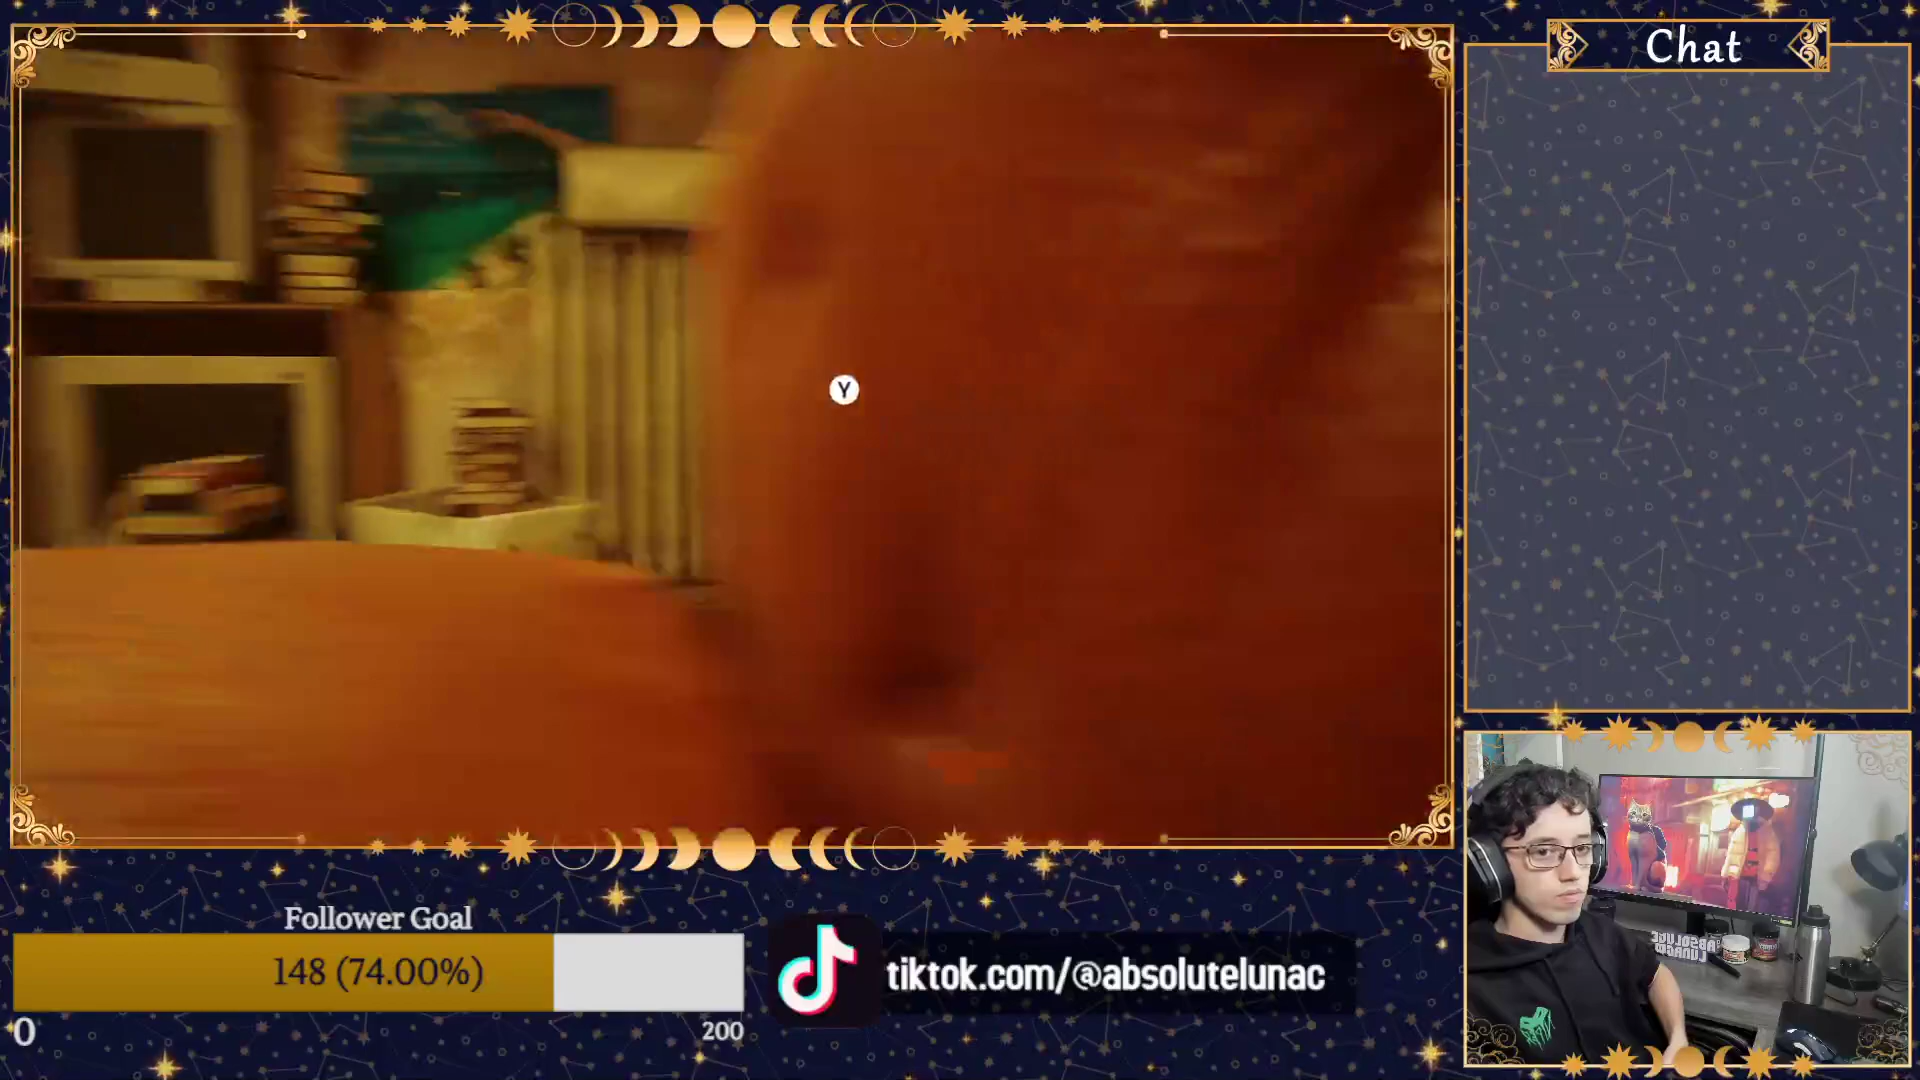 Chat
Y
Follower Goal
148 (74.00%)
0
200
tiktok.com/@absolutelunac